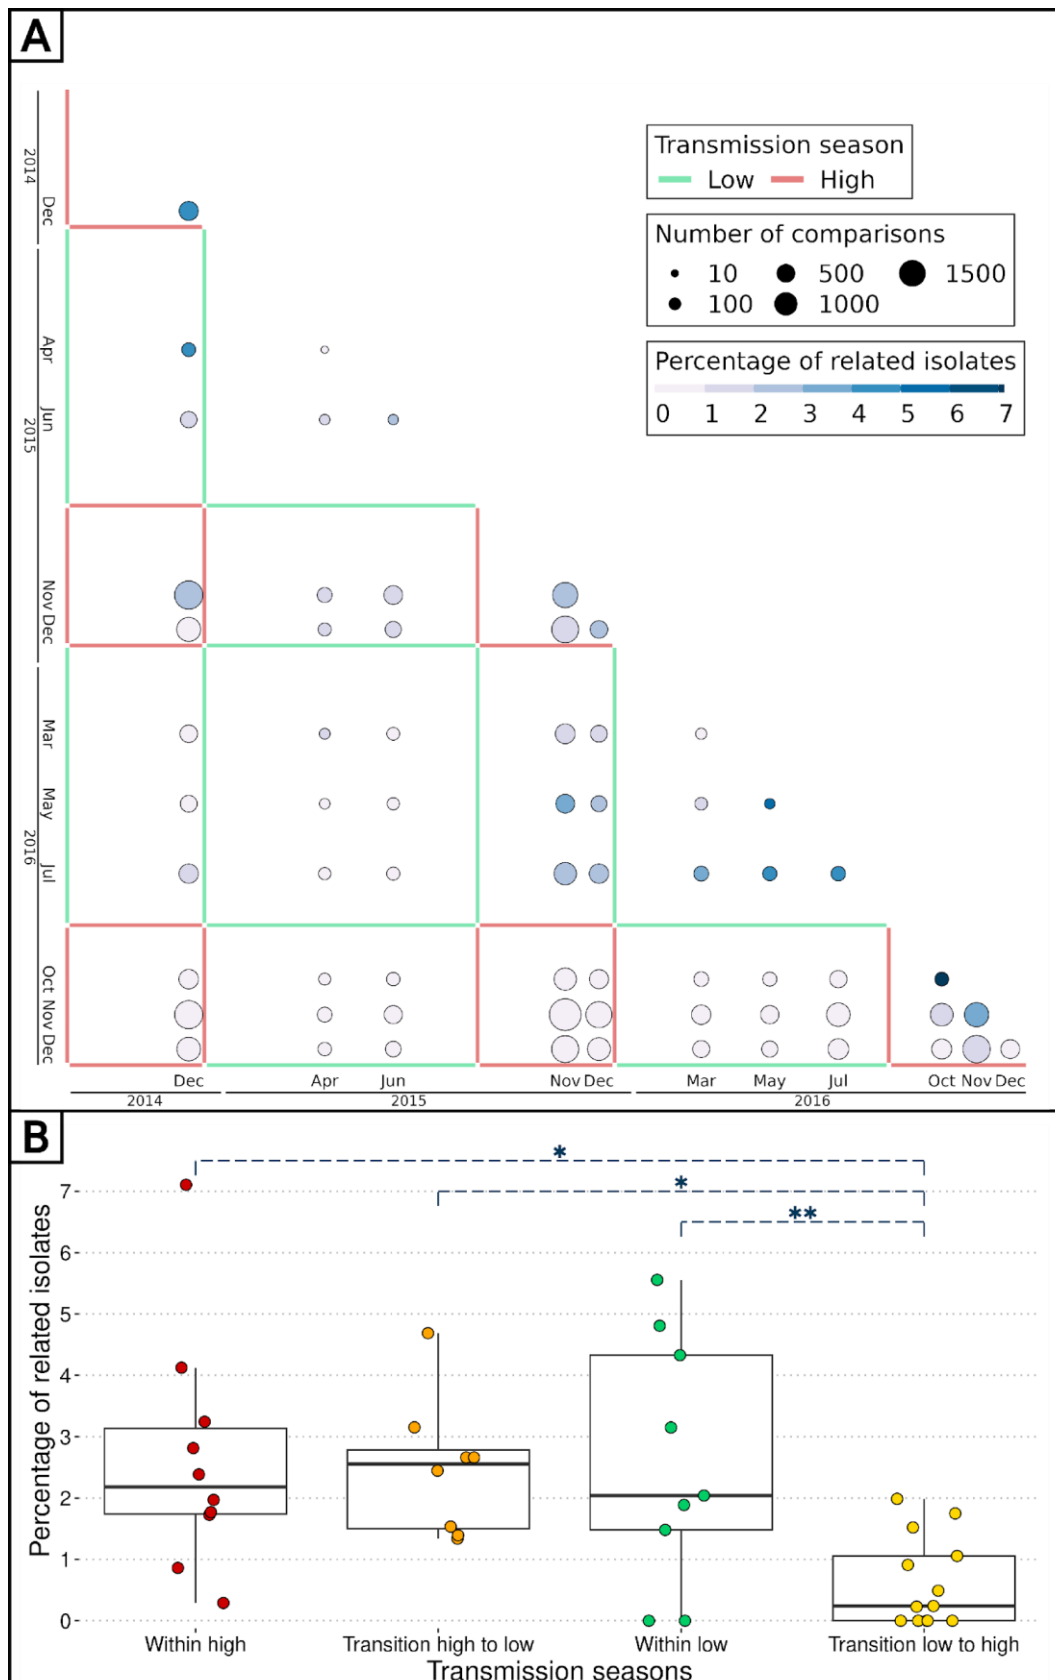 A
Transmission season
Low High
Number of comparisons
10 500 1500
100 1000
Percentage of related isolates
0 1 2 3 4 5 6 7
2014
Dec
2015
Apr
Jun
Nov Dec
2016
Mar
May
Jul
Oct Nov Dec
Dec Apr Jun Nov Dec Mar May Jul Oct Nov Dec
2014 2015 2016
B
* 
*
**
Percentage of related isolates
7
6
5
4
3
2
1
0
Within high Transition high to low Within low Transition low to high
Transmission seasons